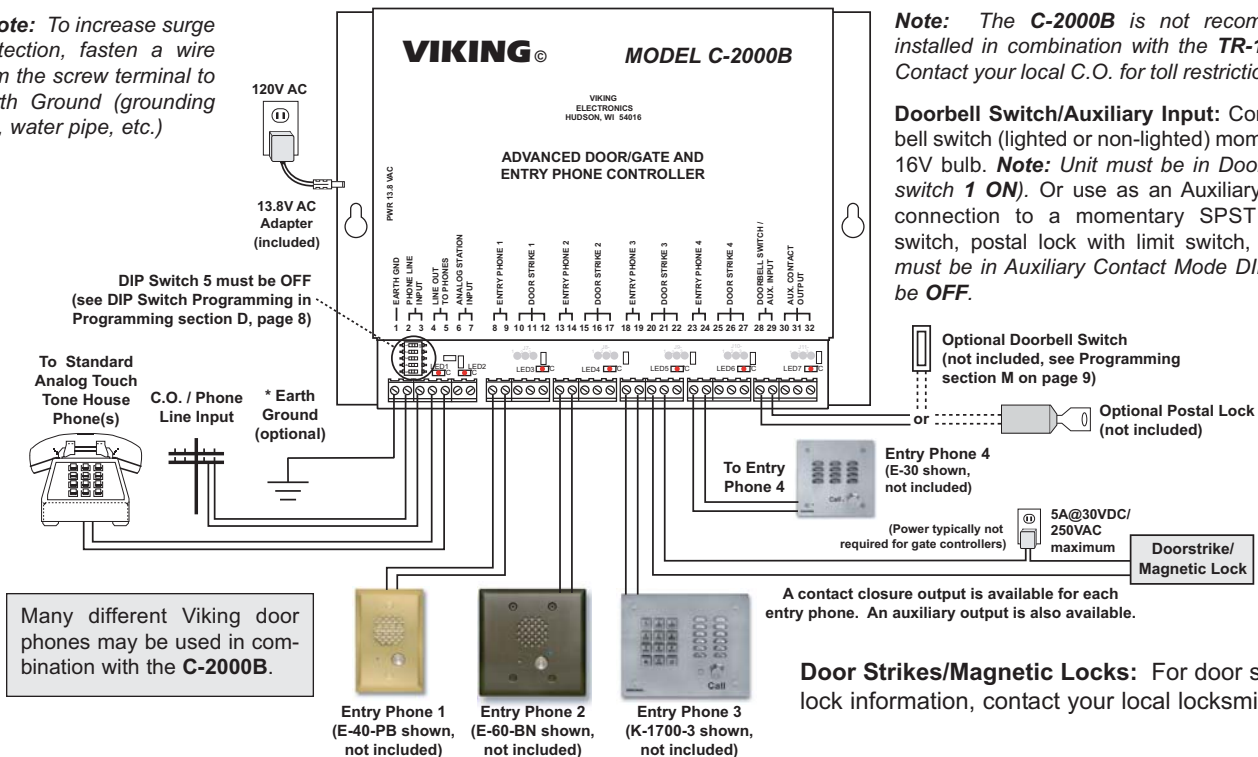 Note: To increase surge
fasten a wire
the screw terminal to
Ground (grounding
water pipe, etc.)
120V AC
13.8V AC
Adapter
(included)
VIKING ©
MODEL C-2000B
VIKING
ELECTRONICS
HUDSON, WI 54016
ADVANCED DOOR/GATE AND
ENTRY PHONE CONTROLLER
PWR 13.8 VAC
EARTH GND
PHONE LINE
INPUT
LINE OUT
TO PHONES
ANALOG STATION
INPUT
ENTRY PHONE 1
DOOR STRIKE 1
ENTRY PHONE 2
DOOR STRIKE 2
ENTRY PHONE 3
DOOR STRIKE 3
ENTRY PHONE 4
DOOR STRIKE 4
DOORBELL SWITCH /
AUX. INPUT
AUX. CONTACT
OUTPUT
1 2 3 4 5 6 7 8 9 10 11 12 13 14 15 16 17 18 19 20 21 22 23 24 25 26 27 28 29 30 31 32
LED1 LED2 LED3 LED4 LED5 LED6 LED7
DIP Switch 5 must be OFF
(see DIP Switch Programming in
Programming section D, page 8)
To Standard
Analog Touch
Tone House
Phone(s)
C.O. / Phone
Line Input
* Earth
Ground
(optional)
Many different Viking door
phones may be used in com-
bination with the C-2000B.
Entry Phone 1
(E-40-PB shown,
not included)
Entry Phone 2
(E-60-BN shown,
not included)
Call
Entry Phone 3
(K-1700-3 shown,
not included)
To Entry
Phone 4
Call
Entry Phone 4
(E-30 shown,
not included)
(Power typically not
required for gate controllers)
5A@30VDC/
250VAC
maximum
Doorstrike/
Magnetic Lock
A contact closure output is available for each
entry phone. An auxiliary output is also available.
Note: The C-2000B is not
installed in combination with the
Contact your local C.O. for toll
Doorbell Switch/Auxiliary Input:
bell switch (lighted or non-lighted)
16V bulb. Note: Unit must be in
switch 1 ON). Or use as an Auxiliary
connection to a momentary SPST
switch, postal lock with limit switch,
must be in Auxiliary Contact Mode
be OFF.
Optional Doorbell Switch
(not included, see Programming
section M on page 9)
or
Optional Postal Lock
(not included)
Door Strikes/Magnetic Locks: For door
lock information, contact your local